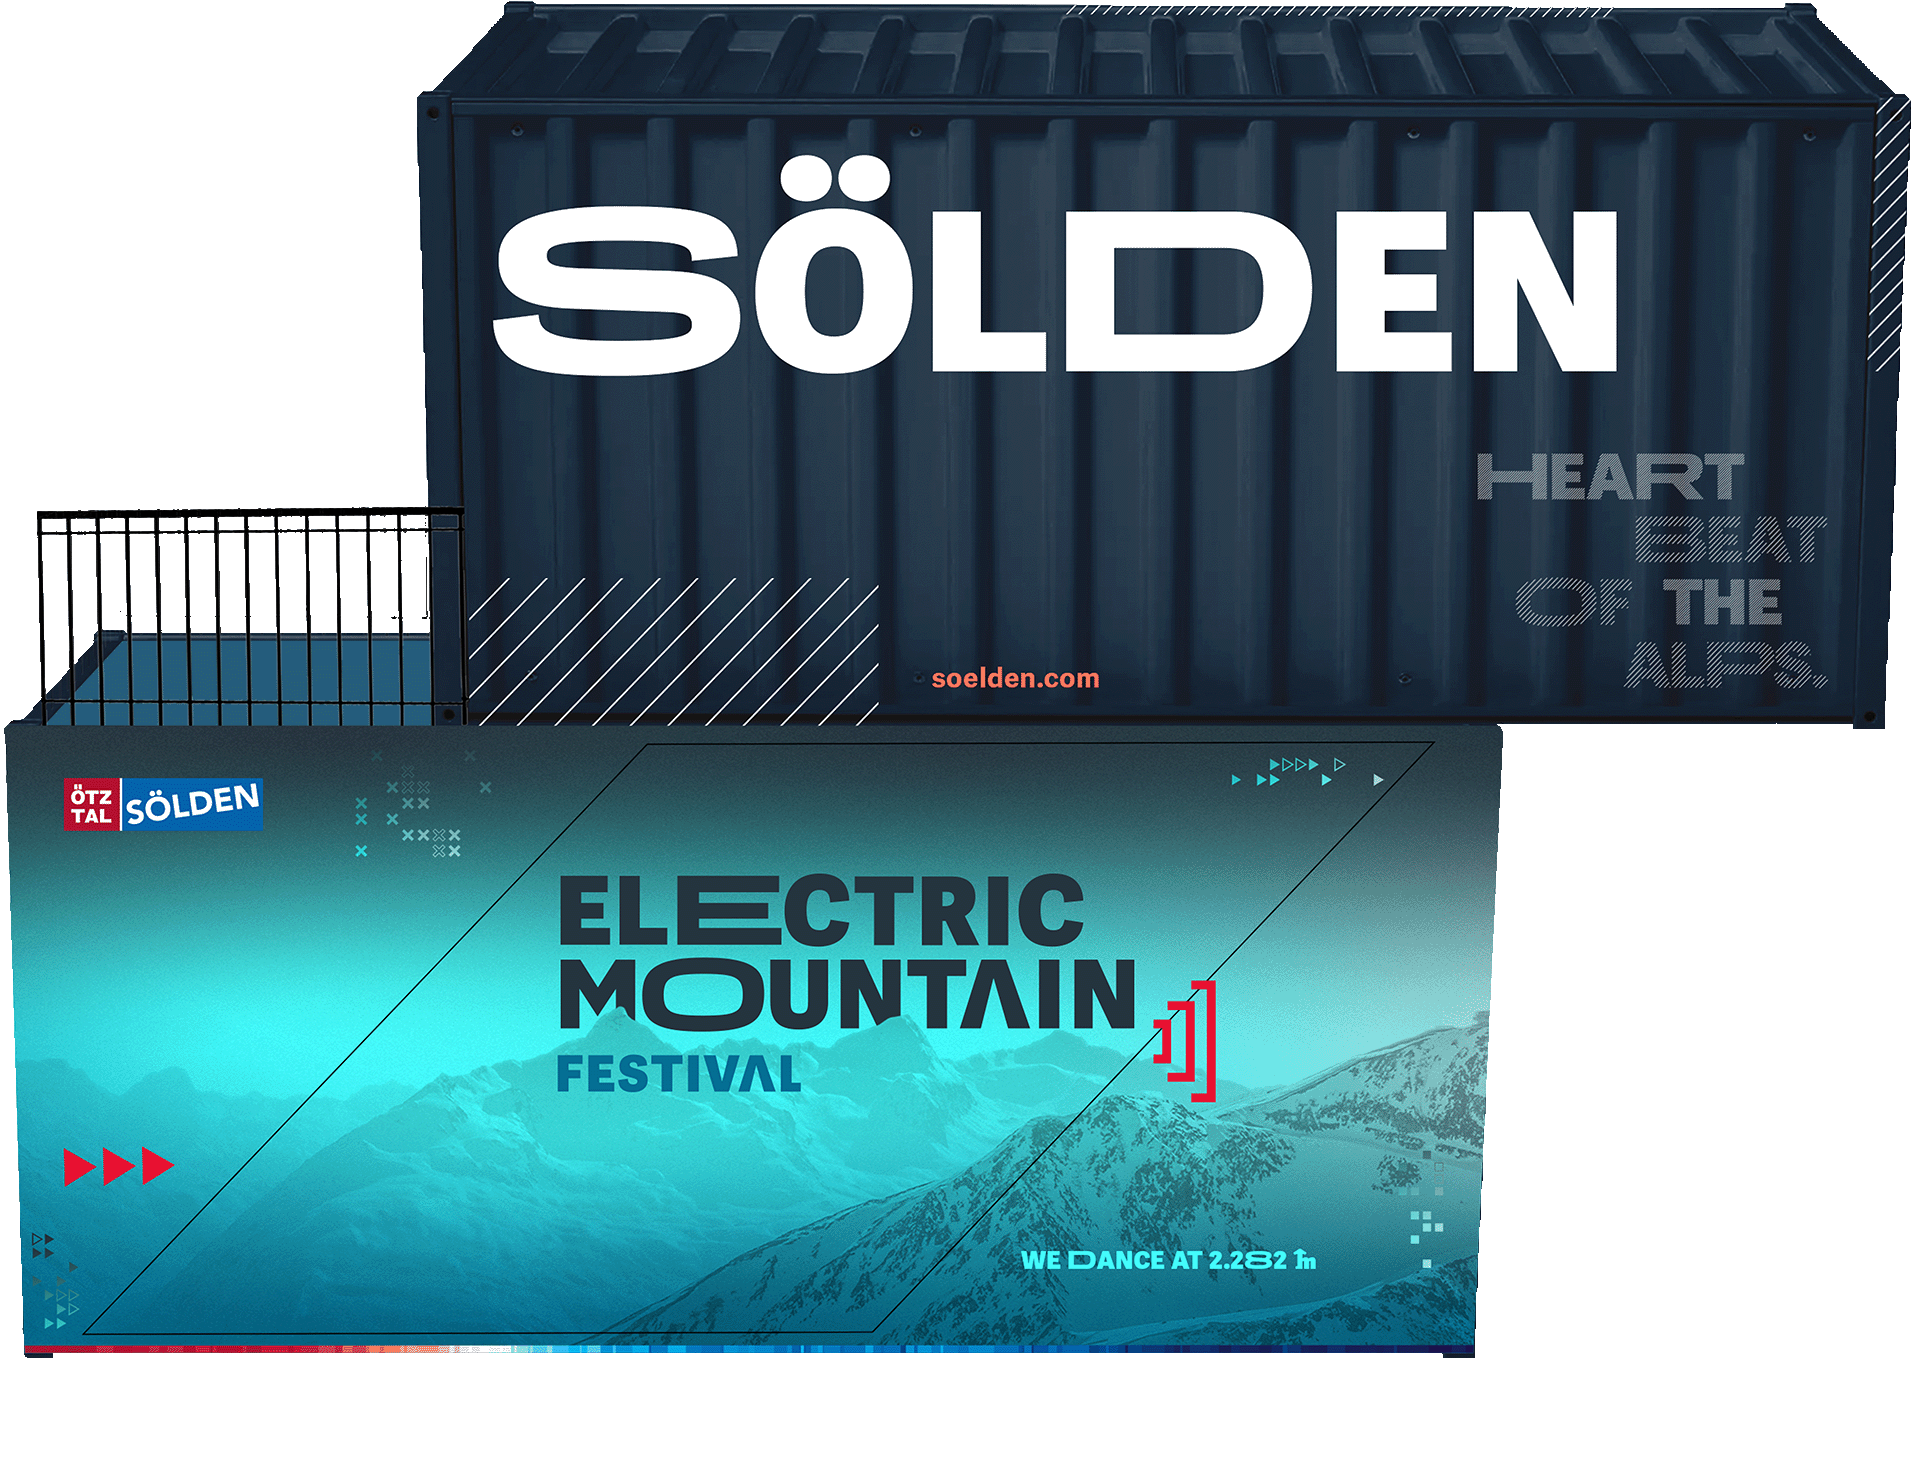 SÖLDEN
HEART
BEAT
OF THE
ALPS.
soelden.com
ÖTZ
TAL
SÖLDEN
ELECTRIC
MOUNTAIN
FESTIVAL
WE DANCE AT 2.282 m